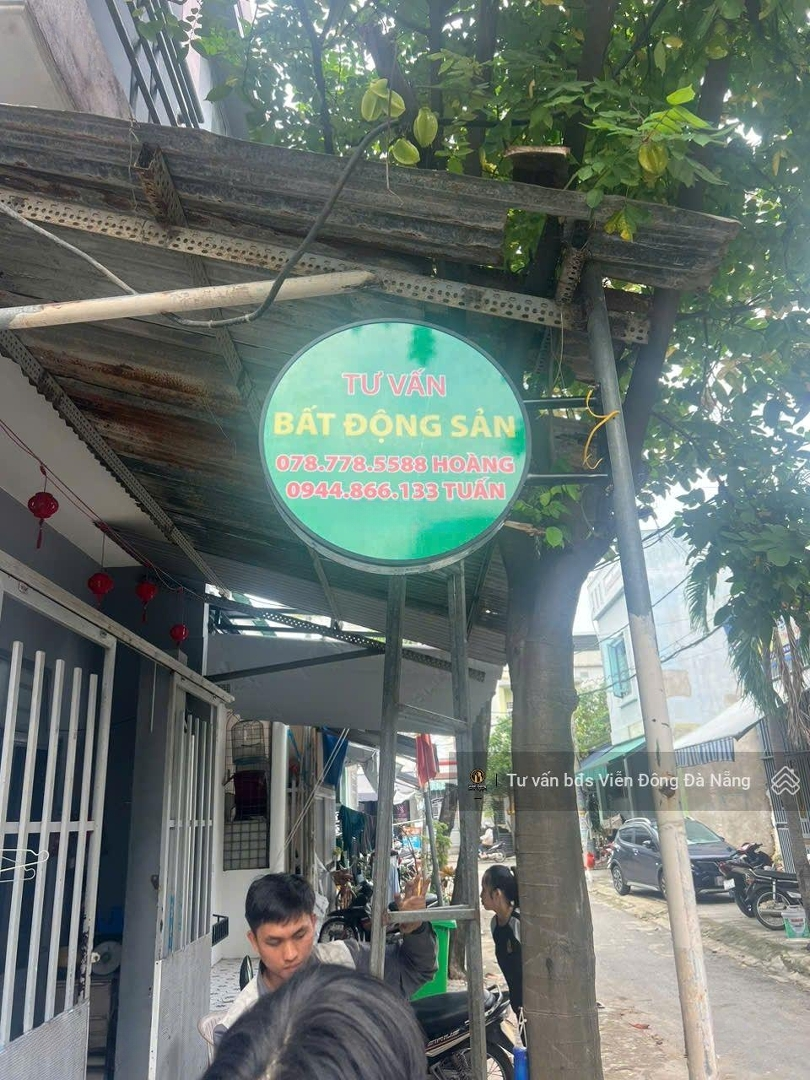 TƯ VẤN
BẤT ĐỘNG SẢN
078.778.5588 HOÀNG
0944.866.133 TUẤN
Tư vấn bđs Viễn Đông Đà Nẵng